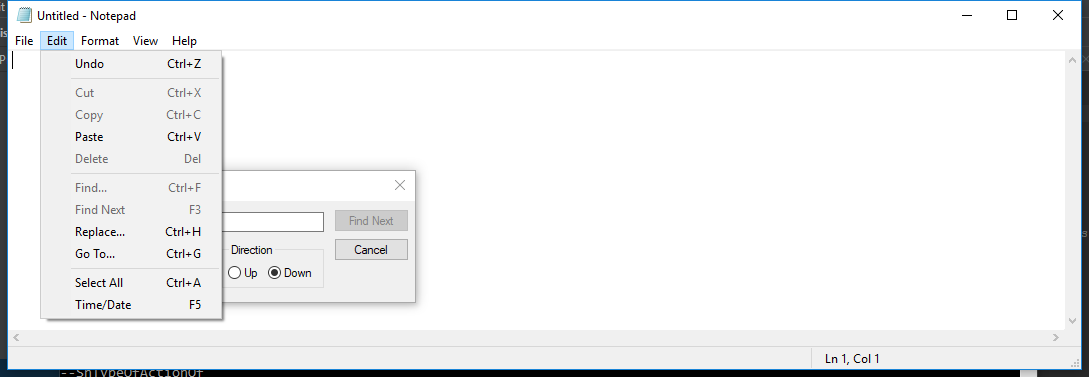 Untitled - Notepad
File Edit Format View Help
Undo Ctrl+Z
Cut Ctrl+X
Copy Ctrl+C
Paste Ctrl+V
Delete Del
Find... Ctrl+F
Find Next F3
Replace... Ctrl+H
Go To... Ctrl+G
Select All Ctrl+A
Time/Date F5
Find Next
Cancel
Direction
Up Down
Ln 1, Col 1